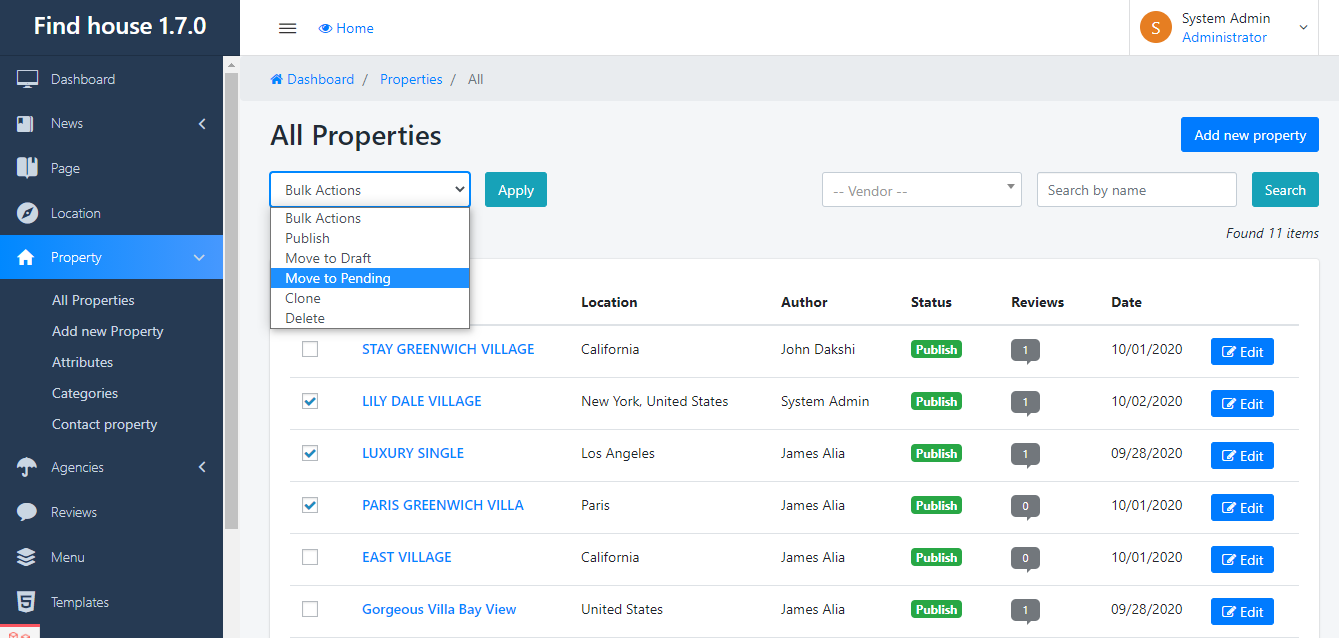 Find house 1.7.0
Home
S
System Admin
Administrator
Dashboard
News
Page
Location
Property
All Properties
Add new Property
Attributes
Categories
Contact property
Agencies
Reviews
Menu
Templates
Dashboard / Properties / All
All Properties
Add new property
Bulk Actions
Apply
-- Vendor --
Search by name
Search
Bulk Actions
Publish
Move to Draft
Move to Pending
Clone
Delete
Found 11 items
Location Author Status Reviews Date
STAY GREENWICH VILLAGE California John Dakshi Publish 1 10/01/2020 Edit
LILY DALE VILLAGE New York, United States System Admin Publish 1 10/02/2020 Edit
LUXURY SINGLE Los Angeles James Alia Publish 1 09/28/2020 Edit
PARIS GREENWICH VILLA Paris James Alia Publish 0 10/01/2020 Edit
EAST VILLAGE California James Alia Publish 0 10/01/2020 Edit
Gorgeous Villa Bay View United States James Alia Publish 1 09/28/2020 Edit